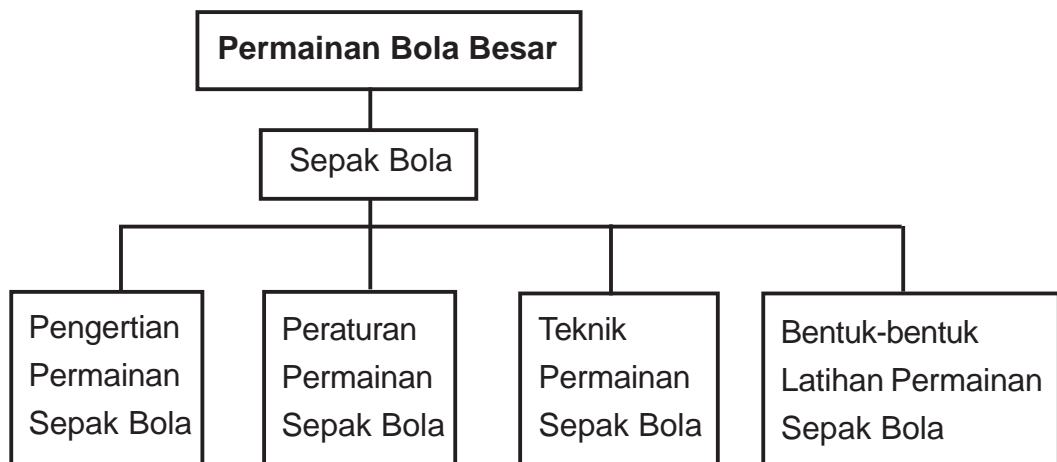 Permainan Bola Besar
Sepak Bola
Pengertian
Permainan
Sepak Bola
Peraturan
Permainan
Sepak Bola
Teknik
Permainan
Sepak Bola
Bentuk-bentuk
Latihan Permainan
Sepak Bola